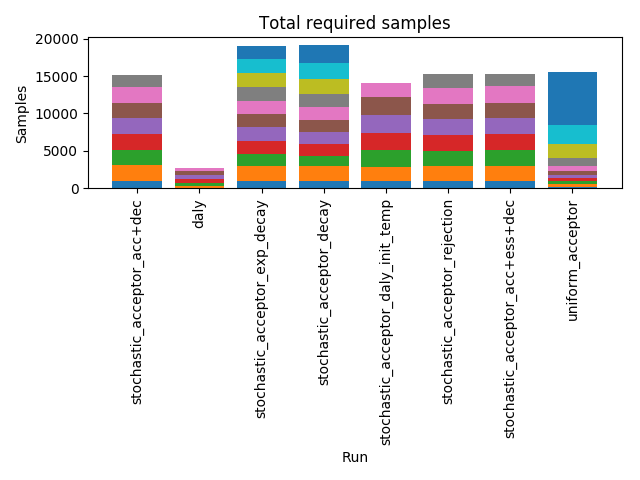 Total required samples
Samples
20000
15000
10000
5000
0
stochastic_acceptor_acc+dec
daly
stochastic_acceptor_exp_decay
stochastic_acceptor_decay
stochastic_acceptor_daly_init_temp
stochastic_acceptor_rejection
stochastic_acceptor_acc+ess+dec
uniform_acceptor
Run